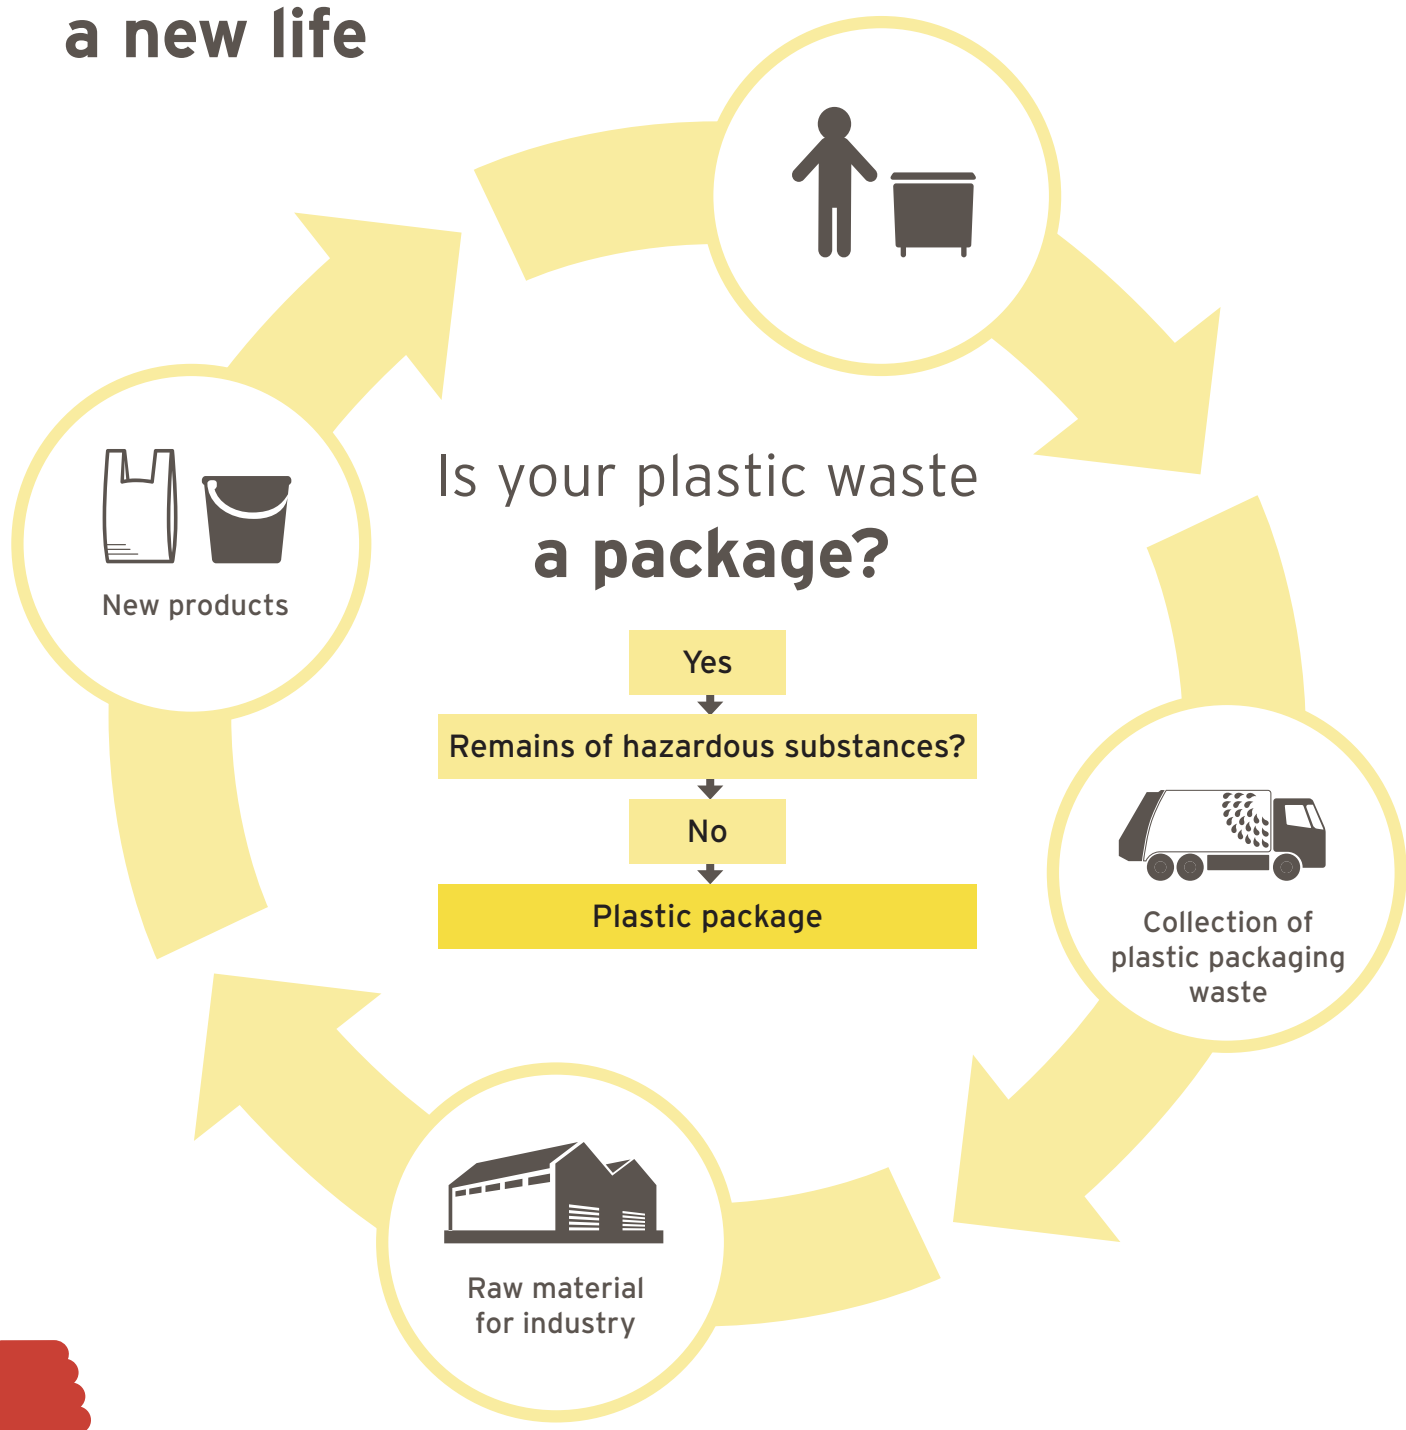 a new life
Is your plastic waste
a package?
Yes
Remains of hazardous substances?
No
Plastic package
New products
Collection of
plastic packaging
waste
Raw material
for industry